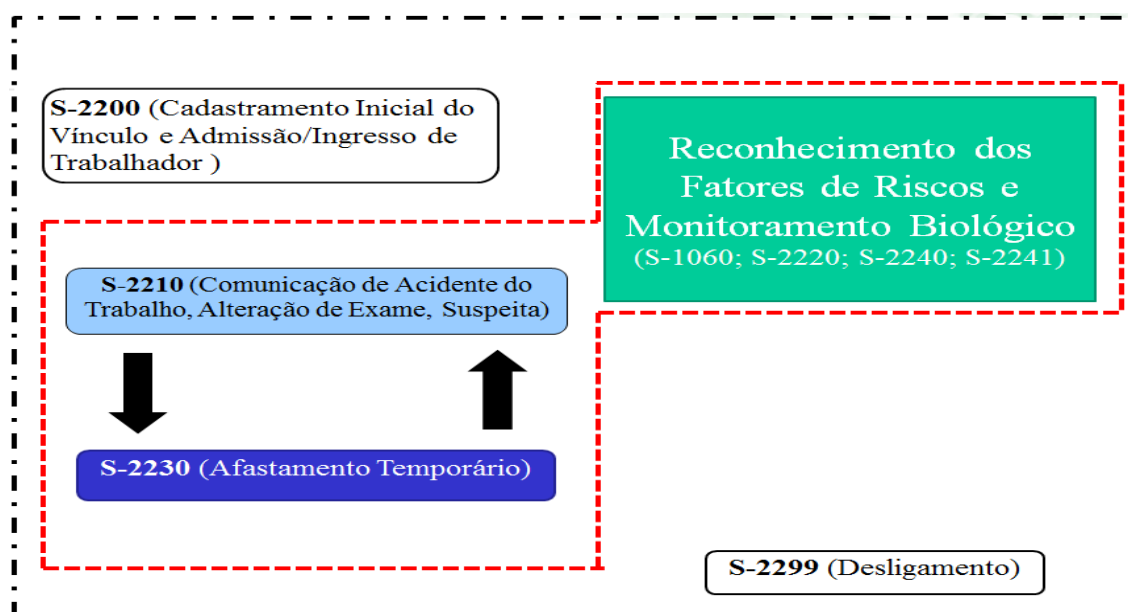 S-2200 (Cadastramento Inicial do
Vínculo e Admissão/Ingresso de
Trabalhador )
Reconhecimento dos
Fatores de Riscos e
Monitoramento Biológico
(S-1060; S-2220; S-2240; S-2241)
S-2210 (Comunicação de Acidente do
Trabalho, Alteração de Exame, Suspeita)
S-2230 (Afastamento Temporário)
S-2299 (Desligamento)